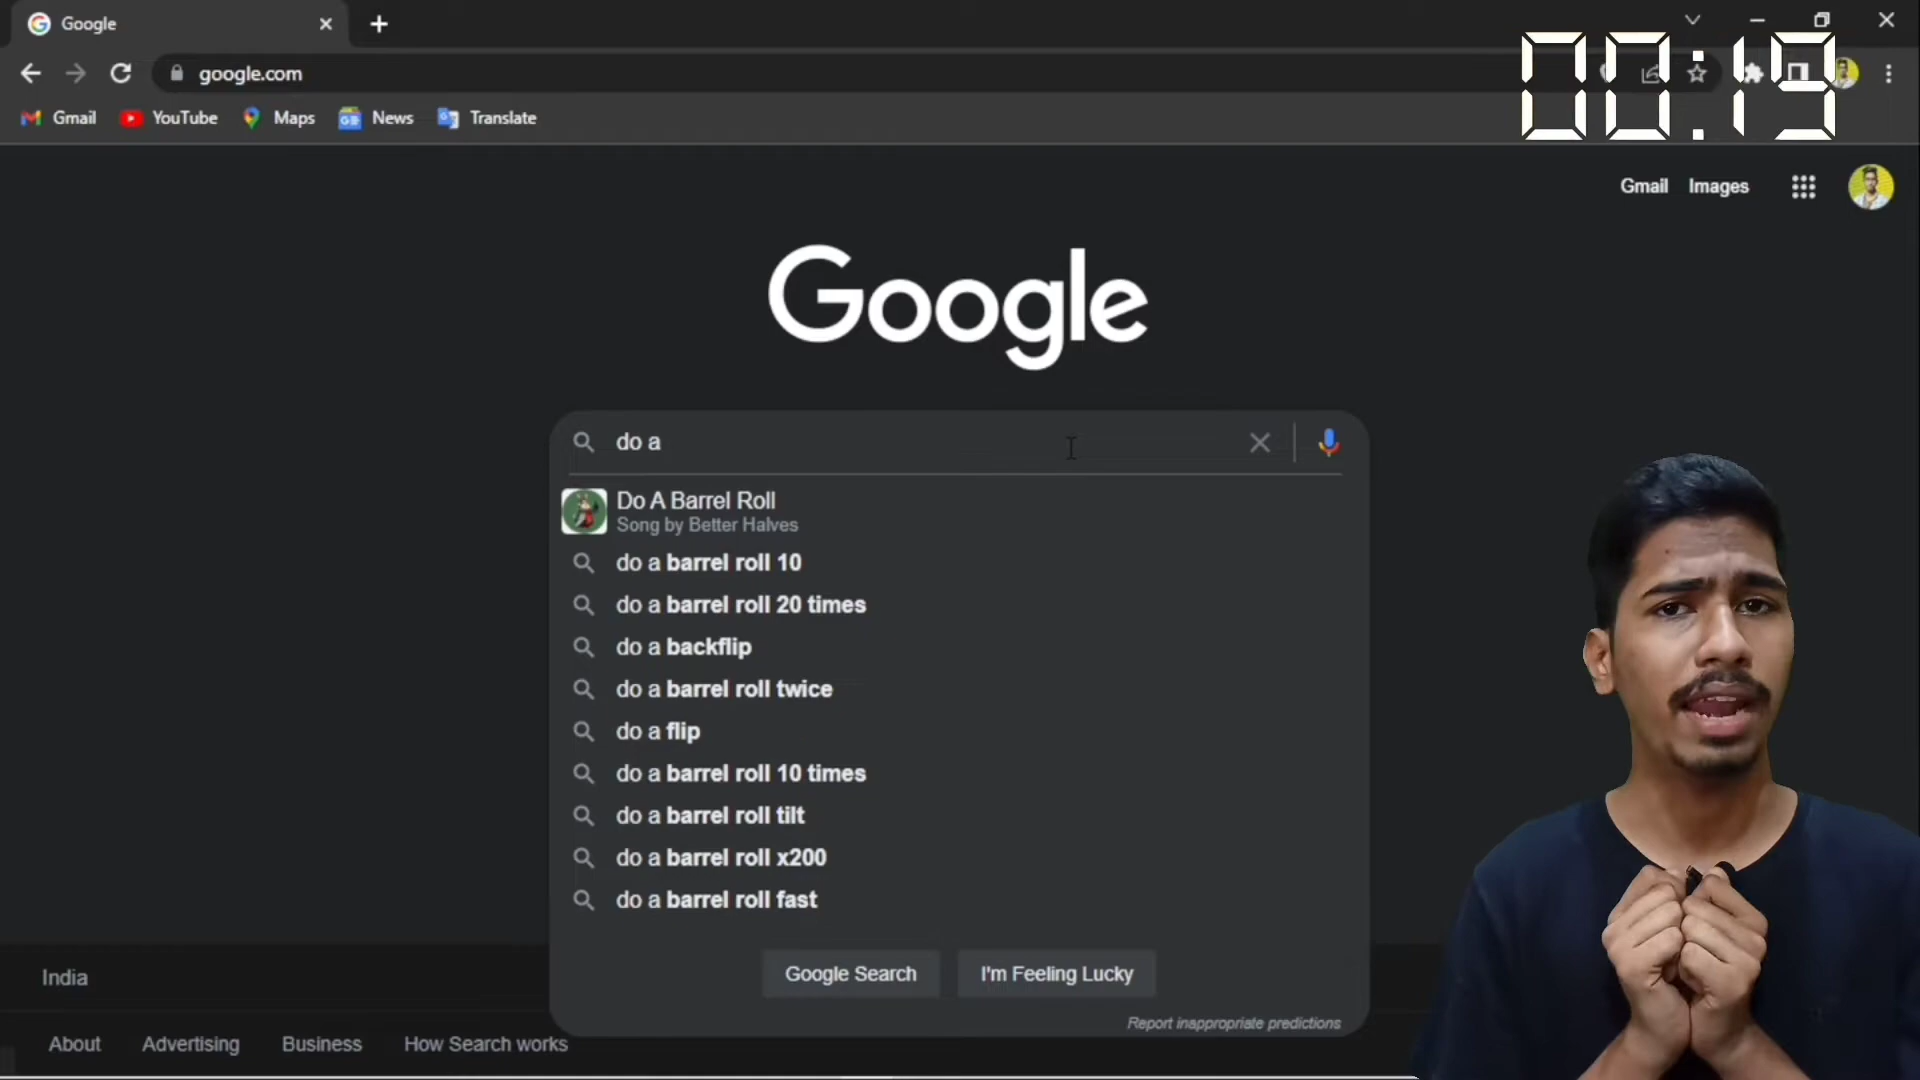 Google
00:19
google.com
Gmail YouTube Maps News Translate
Gmail Images
Google
do a
Do A Barrel Roll
Song by Better Halves
do a barrel roll 10
do a barrel roll 20 times
do a backflip
do a barrel roll twice
do a flip
do a barrel roll 10 times
do a barrel roll tilt
do a barrel roll x200
do a barrel roll fast
Google Search I'm Feeling Lucky
India
Report inappropriate predictions
About Advertising Business How Search works